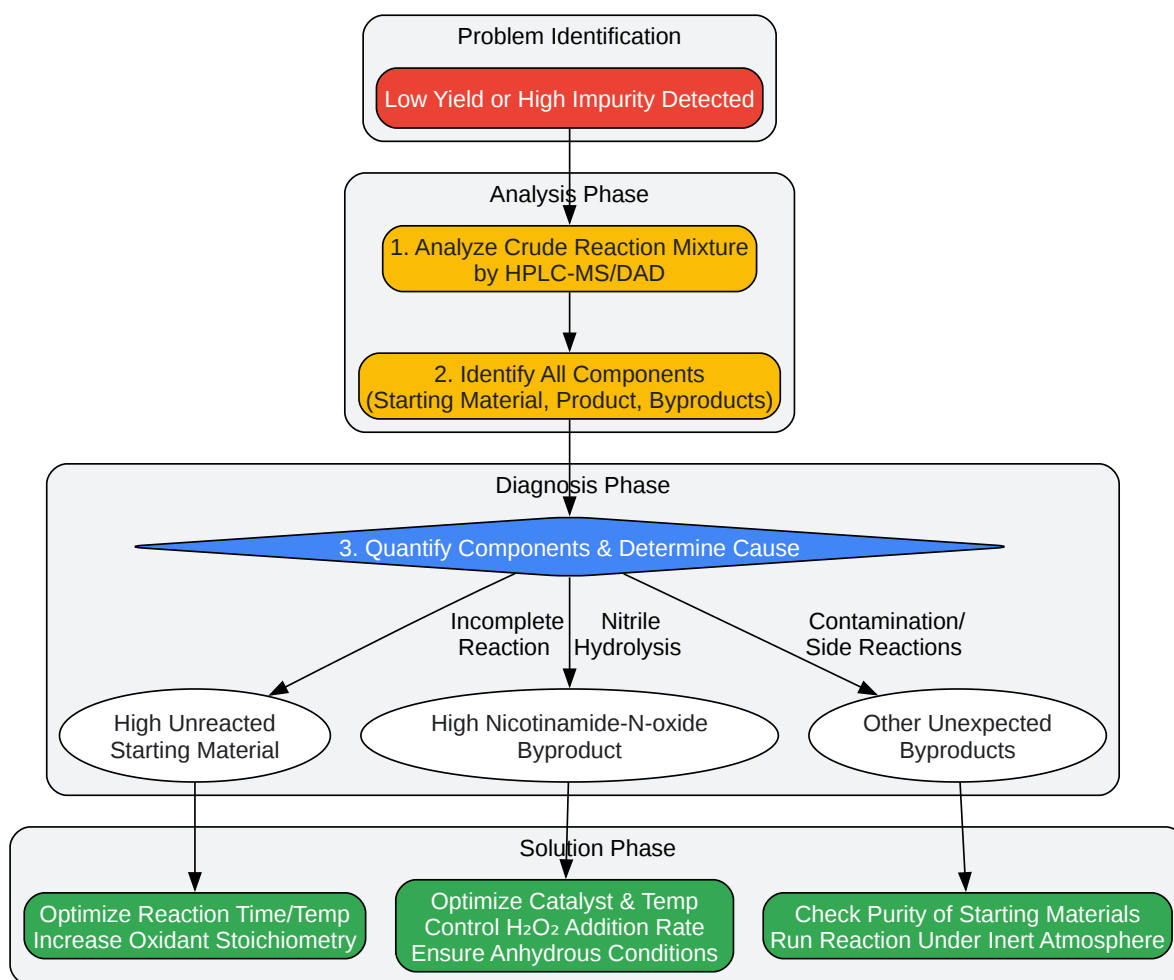 Problem Identification
Low Yield or High Impurity Detected
Analysis Phase
1. Analyze Crude Reaction Mixture
by HPLC-MS/DAD
2. Identify All Components
(Starting Material, Product, Byproducts)
Diagnosis Phase
3. Quantify Components & Determine Cause
Incomplete
Reaction
Nitrile
Hydrolysis
Contamination/
Side Reactions
High Unreacted
Starting Material
High Nicotinamide-N-oxide
Byproduct
Other Unexpected
Byproducts
Solution Phase
Optimize Reaction Time/Temp
Increase Oxidant Stoichiometry
Optimize Catalyst & Temp
Control H₂O₂ Addition Rate
Ensure Anhydrous Conditions
Check Purity of Starting Materials
Run Reaction Under Inert Atmosphere